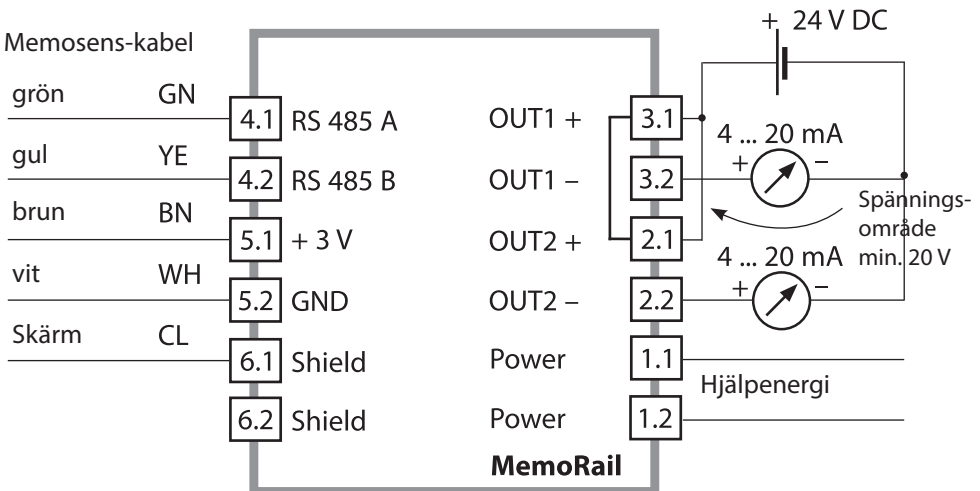 + 24 V DC
Memosens-kabel
grön GN
4.1 RS 485 A OUT1 + 3.1
4 ... 20 mA
+ –
gul YE
4.2 RS 485 B OUT1 – 3.2
Spännings-
område
min. 20 V
brun BN
5.1 + 3 V OUT2 + 2.1
4 ... 20 mA
+ –
vit WH
5.2 GND OUT2 – 2.2
Skärm CL
6.1 Shield Power 1.1
Hjälpenergi
6.2 Shield Power 1.2
MemoRail